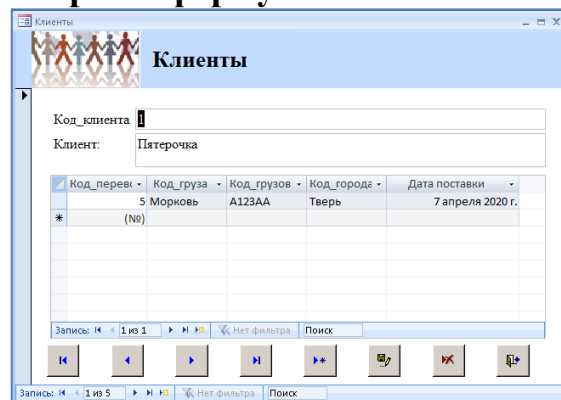 Клиенты
Клиенты
Код_клиента 1
Клиент: Пятерочка
Код_перево Код_груза Код_грузов Код_города Дата поставки
5 Морковь А123АА Тверь 7 апреля 2020 г.
* (№)
Запись: 1 из 1 Нет фильтра Поиск
Запись: 1 из 5 Нет фильтра Поиск